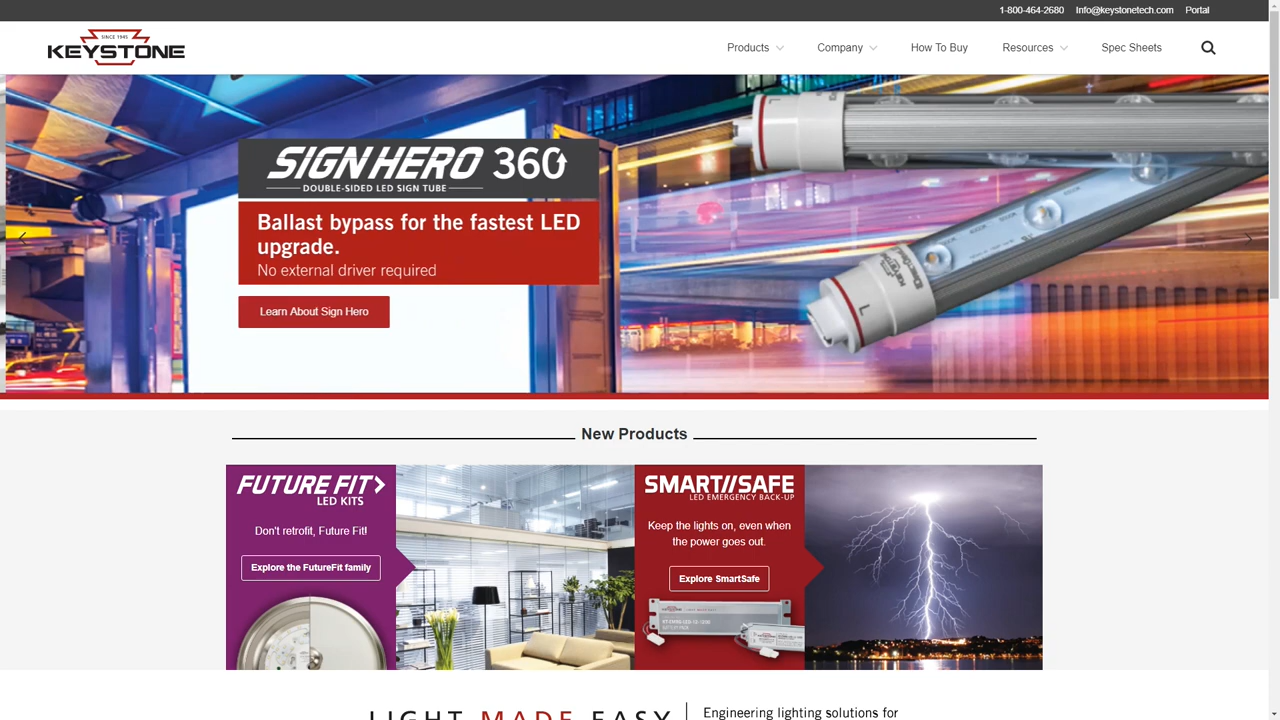 1-800-464-2680 Info@keystonetech.com Portal
SINCE 1945
KEYSTONE
Products Company How To Buy Resources Spec Sheets
SIGN HERO 360
DOUBLE-SIDED LED SIGN TUBE
Ballast bypass for the fastest LED
upgrade.
No external driver required
Learn About Sign Hero
L
L
New Products
FUTURE FIT>
LED KITS
Don't retrofit, Future Fit!
Explore the FutureFit family
SMART//SAFE
LED EMERGENCY BACK-UP
Keep the lights on, even when
the power goes out.
Explore SmartSafe
LIGHT MADE EASY
Engineering lighting solutions for